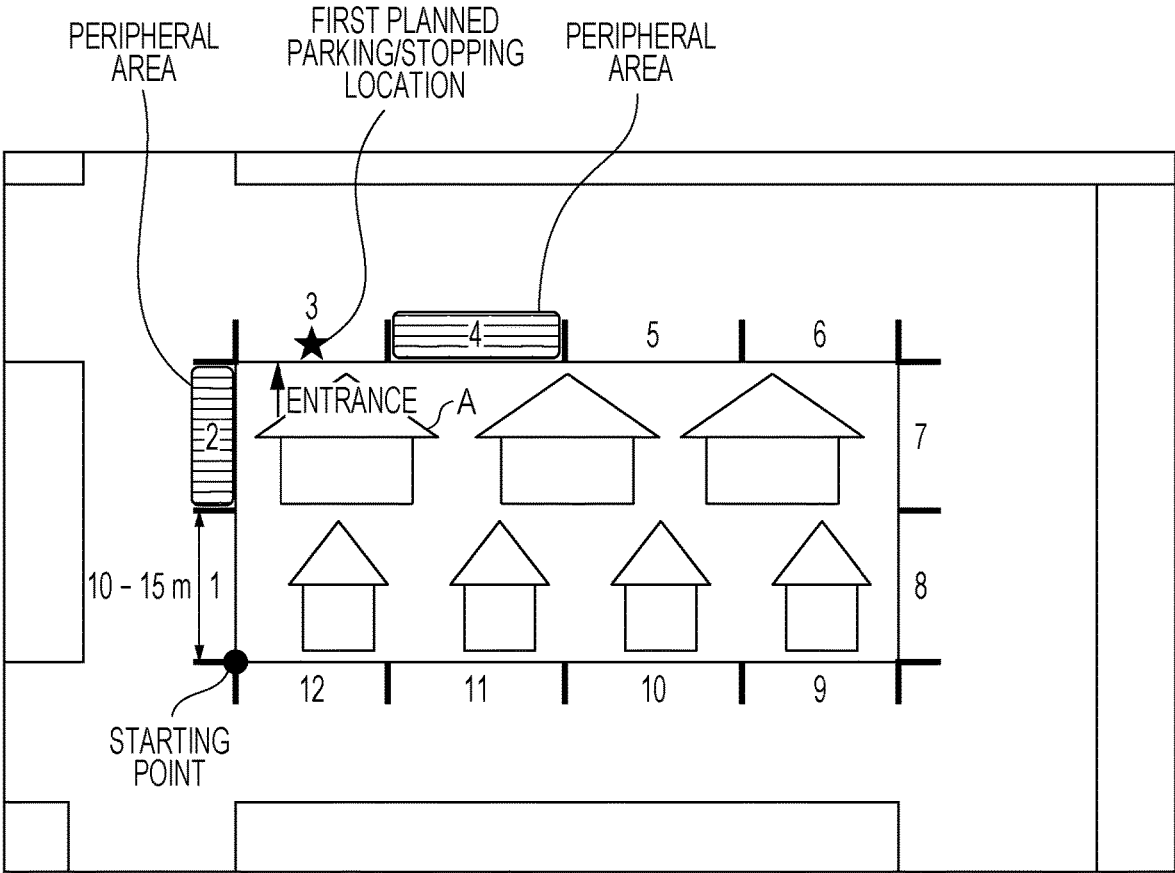 FIRST PLANNED
PARKING/STOPPING
LOCATION
PERIPHERAL
AREA
PERIPHERAL
AREA
3
4
5
6
ENTRANCE
A
2
7
10 – 15 m
1
8
12
11
10
9
STARTING
POINT